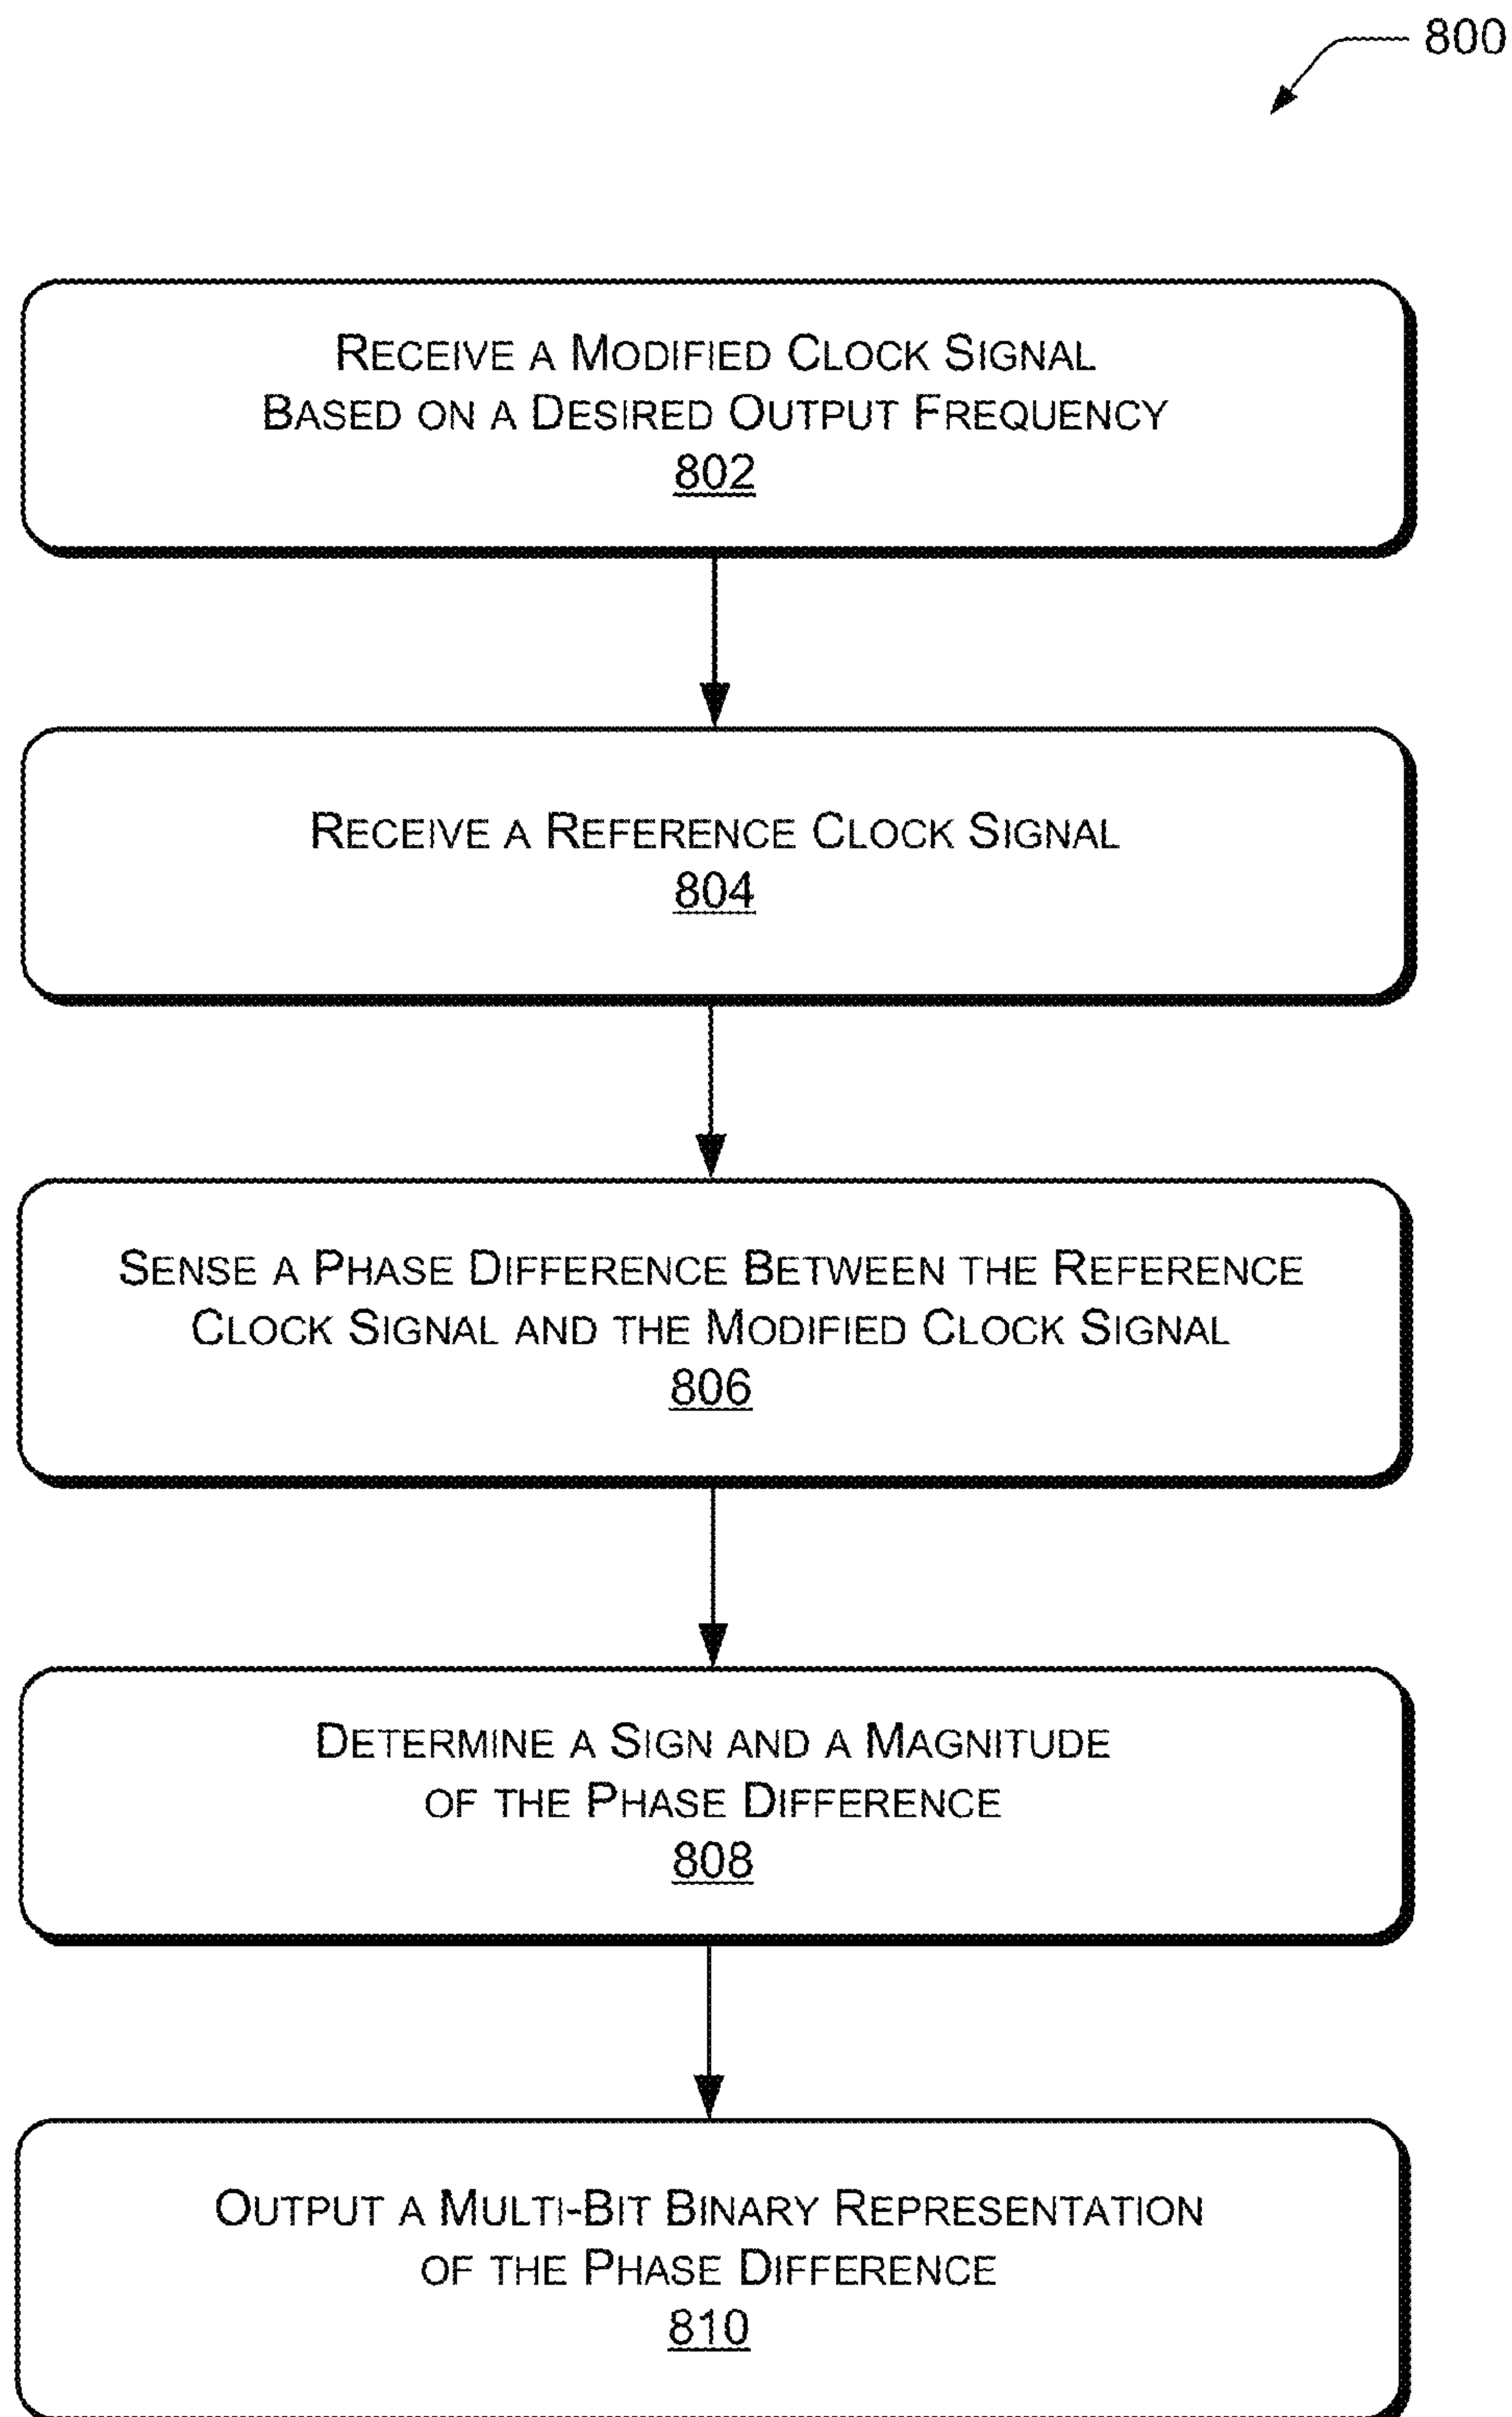 800
RECEIVE A MODIFIED CLOCK SIGNAL
BASED ON A DESIRED OUTPUT FREQUENCY
802
RECEIVE A REFERENCE CLOCK SIGNAL
804
SENSE A PHASE DIFFERENCE BETWEEN THE REFERENCE
CLOCK SIGNAL AND THE MODIFIED CLOCK SIGNAL
806
DETERMINE A SIGN AND A MAGNITUDE
OF THE PHASE DIFFERENCE
808
OUTPUT A MULTI-BIT BINARY REPRESENTATION
OF THE PHASE DIFFERENCE
810